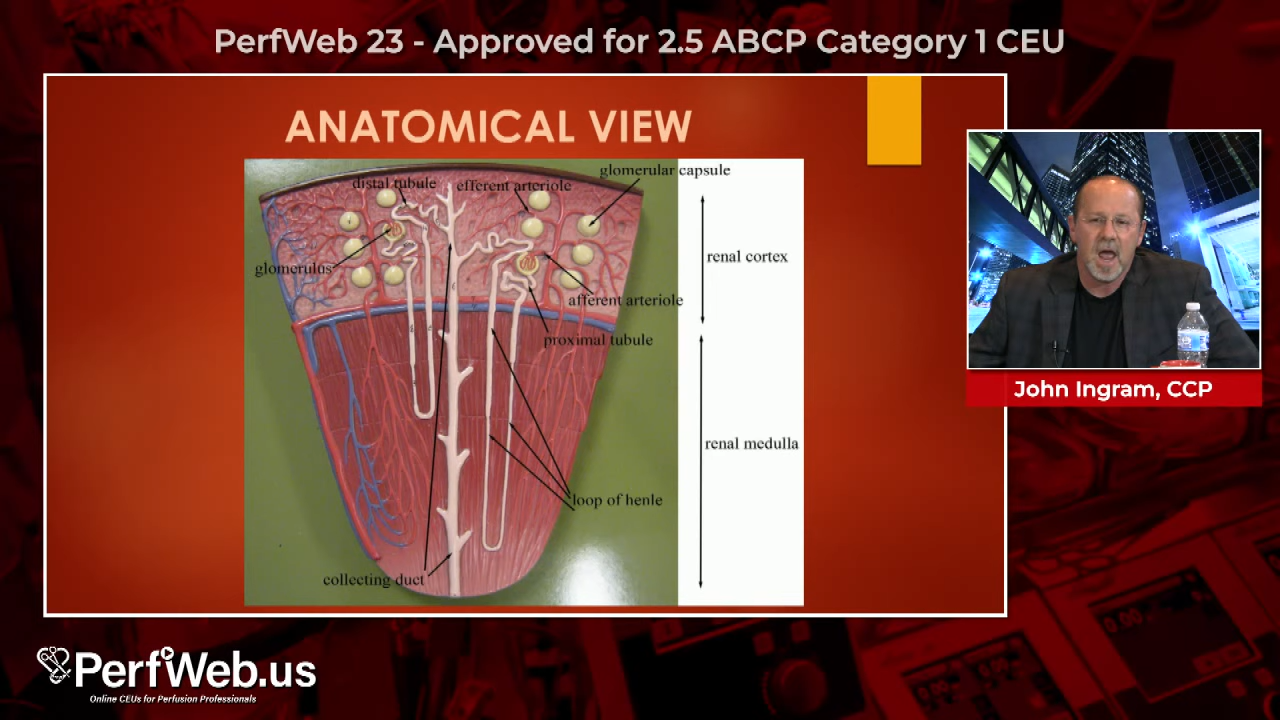 PerfWeb 23 - Approved for 2.5 ABCP Category 1 CEU
ANATOMICAL VIEW
glomerular capsule
distal tubule
efferent arteriole
glomerulus
renal cortex
afferent arteriole
proximal tubule
renal medulla
loop of henle
collecting duct
John Ingram, CCP
PerfWeb.us
Online CEUs for Perfusion Professionals